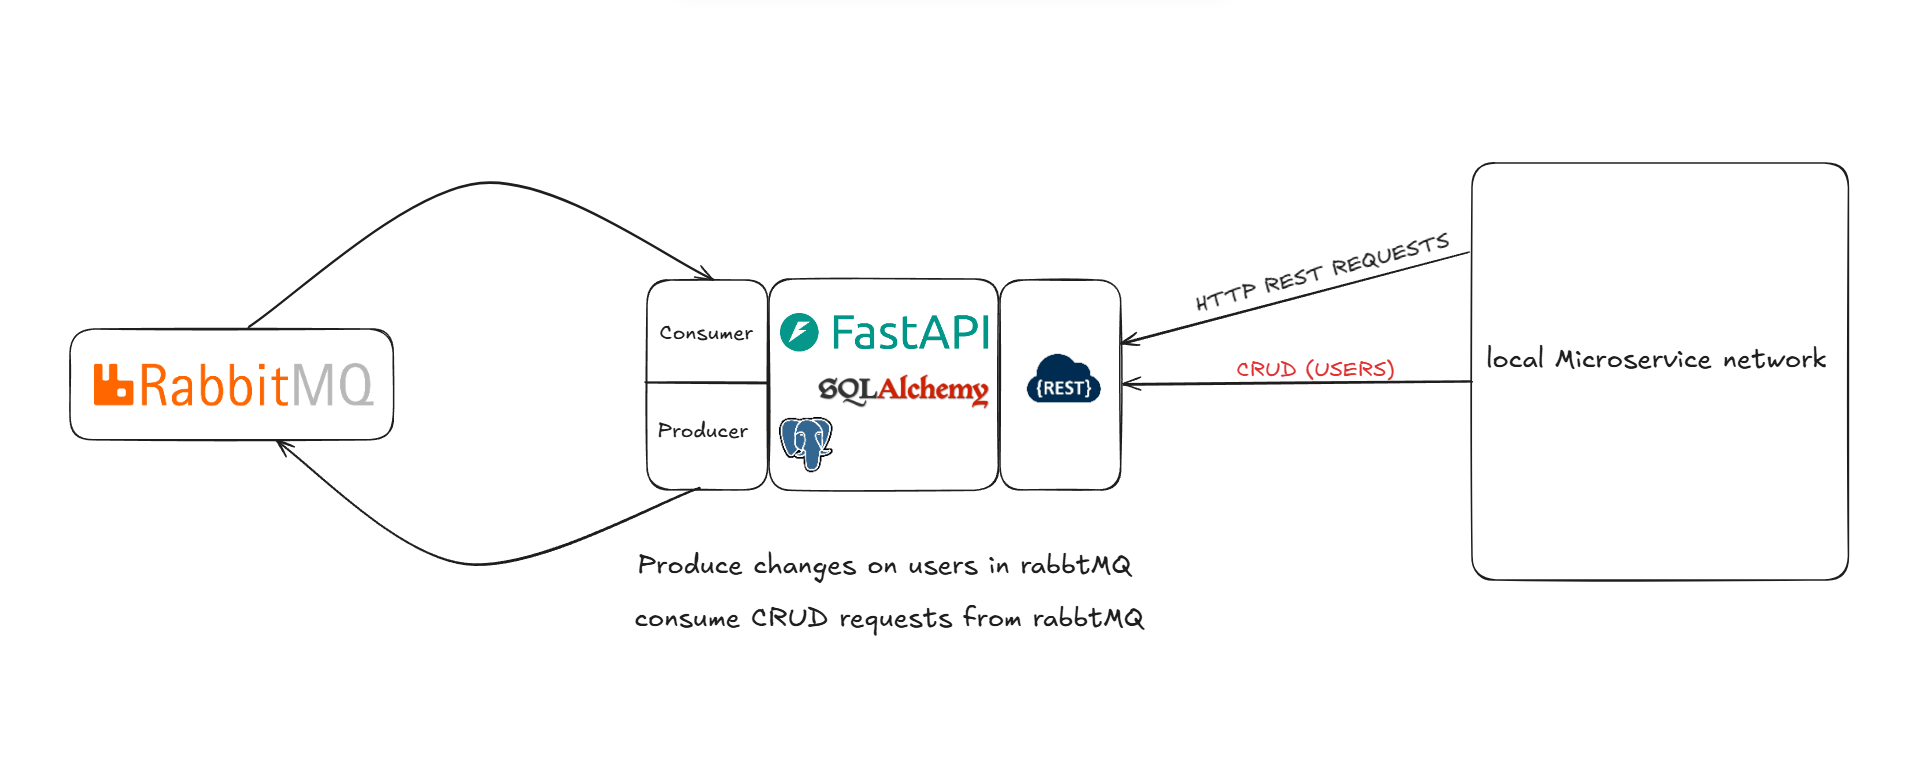 HTTP REST REQUESTS
Consumer
FastAPI
RabbitMQ
CRUD (USERS)
local Microservice network
SQLAlchemy
{REST}
Producer
Produce changes on users in rabbtMQ
consume CRUD requests from rabbtMQ